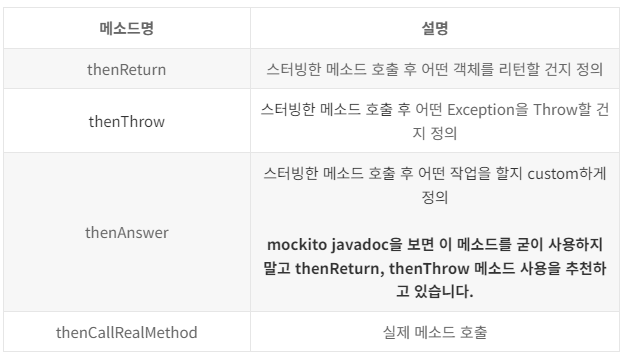 메소드명 설명
thenReturn 스터빙한 메소드 호출 후 어떤 객체를 리턴할 건지 정의
thenThrow 스터빙한 메소드 호출 후 어떤 Exception을 Throw할 건
지 정의
thenAnswer 스터빙한 메소드 호출 후 어떤 작업을 할지 custom하게
정의
mockito javadoc을 보면 이 메소드를 굳이 사용하지
말고 thenReturn, thenThrow 메소드 사용을 추천하
고 있습니다.
thenCallRealMethod 실제 메소드 호출